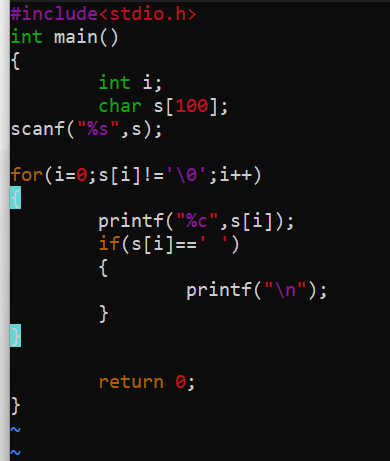 #include<stdio.h>
int main()
{
        int i;
        char s[100];
scanf("%s",s);

for(i=0;s[i]!='\0';i++)
{
        printf("%c",s[i]);
        if(s[i]==' ')
        {
                printf("\n");
        }
}

        return 0;
}
~
~